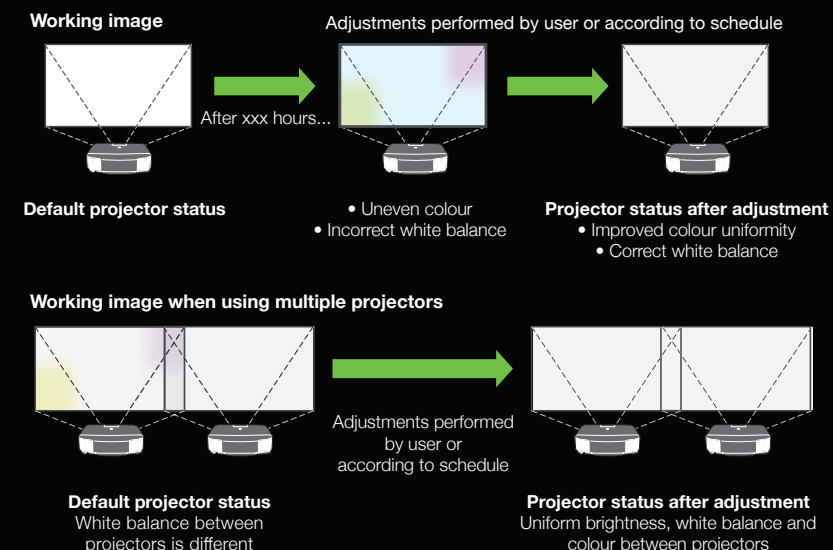 Working image
Adjustments performed by user or according to schedule
After xxx hours...
Default projector status
• Uneven colour
• Incorrect white balance
Projector status after adjustment
• Improved colour uniformity
• Correct white balance
Working image when using multiple projectors
Adjustments performed
by user or
according to schedule
Default projector status
White balance between
projectors is different
Projector status after adjustment
Uniform brightness, white balance and
colour between projectors